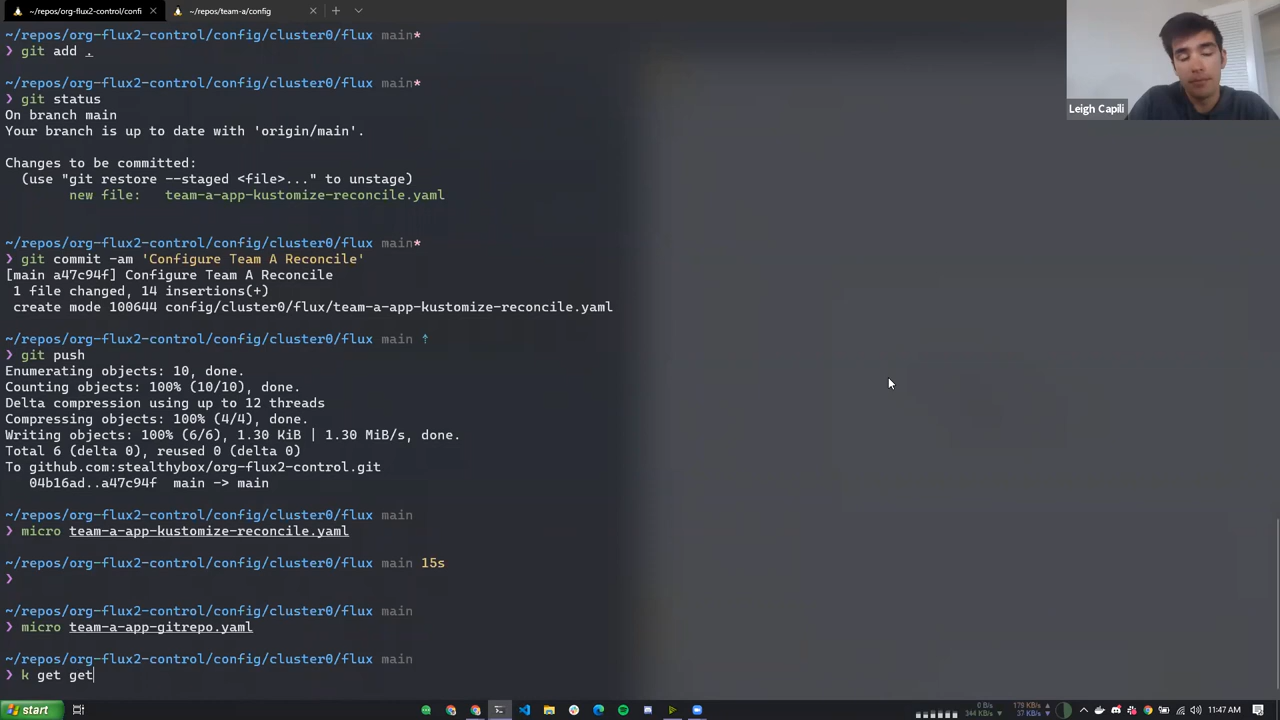 ~/repos/org-flux2-control/confi
~/repos/team-a/config
Leigh Capili
~/repos/org-flux2-control/config/cluster0/flux main*
❯ git add .
~/repos/org-flux2-control/config/cluster0/flux main*
❯ git status
On branch main
Your branch is up to date with 'origin/main'.
Changes to be committed:
(use "git restore --staged <file>..." to unstage)
new file: team-a-app-kustomize-reconcile.yaml
~/repos/org-flux2-control/config/cluster0/flux main*
❯ git commit -am 'Configure Team A Reconcile'
[main a47c94f] Configure Team A Reconcile
1 file changed, 14 insertions(+)
create mode 100644 config/cluster0/flux/team-a-app-kustomize-reconcile.yaml
~/repos/org-flux2-control/config/cluster0/flux main ⇡
❯ git push
Enumerating objects: 10, done.
Counting objects: 100% (10/10), done.
Delta compression using up to 12 threads
Compressing objects: 100% (4/4), done.
Writing objects: 100% (6/6), 1.30 KiB | 1.30 MiB/s, done.
Total 6 (delta 0), reused 0 (delta 0)
To github.com:stealthybox/org-flux2-control.git
04b16ad..a47c94f main -> main
~/repos/org-flux2-control/config/cluster0/flux main
❯ micro team-a-app-kustomize-reconcile.yaml
~/repos/org-flux2-control/config/cluster0/flux main 15s
❯
~/repos/org-flux2-control/config/cluster0/flux main
❯ micro team-a-app-gitrepo.yaml
~/repos/org-flux2-control/config/cluster0/flux main
❯ k get get
start
0 B/s
344 KB/s
178 KB/s
37 KB/s
11:47 AM